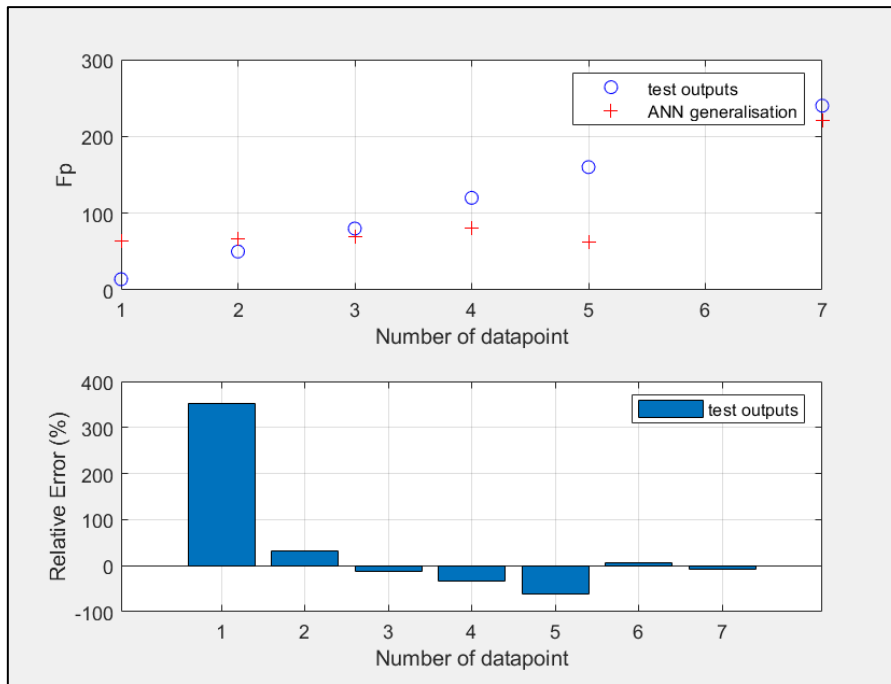 300
200
100
0
Fp
test outputs
ANN generalisation
1 2 3 4 5 6 7
Number of datapoint
400
300
200
100
0
-100
Relative Error (%)
test outputs
1 2 3 4 5 6 7
Number of datapoint